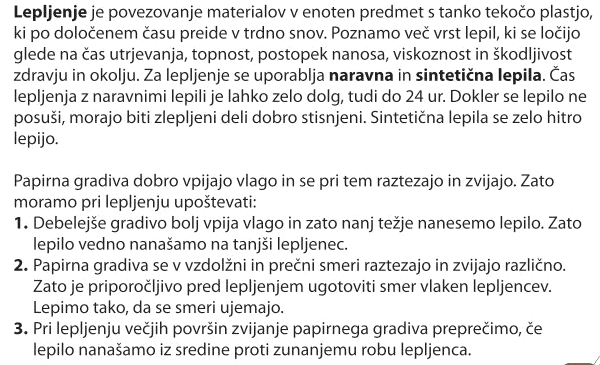 Lepljenje je povezovanje materialov v enoten predmet s tanko tekočo plastjo,
ki po določenem času preide v trdno snov. Poznamo več vrst lepil, ki se ločijo
glede na čas utrjevanja, topnost, postopek nanosa, viskoznost in škodljivost
zdravju in okolju. Za lepljenje se uporablja naravna in sintetična lepila. Čas
lepljenja z naravnimi lepili je lahko zelo dolg, tudi do 24 ur. Dokler se lepilo ne
posuši, morajo biti zlepljeni deli dobro stisnjeni. Sintetična lepila se zelo hitro
lepijo.

Papirna gradiva dobro vpijajo vlago in se pri tem raztezajo in zvijajo. Zato
moramo pri lepljenju upoštevati:
1. Debelejše gradivo bolj vpija vlago in zato nanj težje nanesemo lepilo. Zato
lepilo vedno nanašamo na tanjši lepljenec.
2. Papirna gradiva se v vzdolžni in prečni smeri raztezajo in zvijajo različno.
Zato je priporočljivo pred lepljenjem ugotoviti smer vlaken lepljencev.
Lepimo tako, da se smeri ujemajo.
3. Pri lepljenju večjih površin zvijanje papirnega gradiva preprečimo, če
lepilo nanašamo iz sredine proti zunanjemu robu lepljenca.